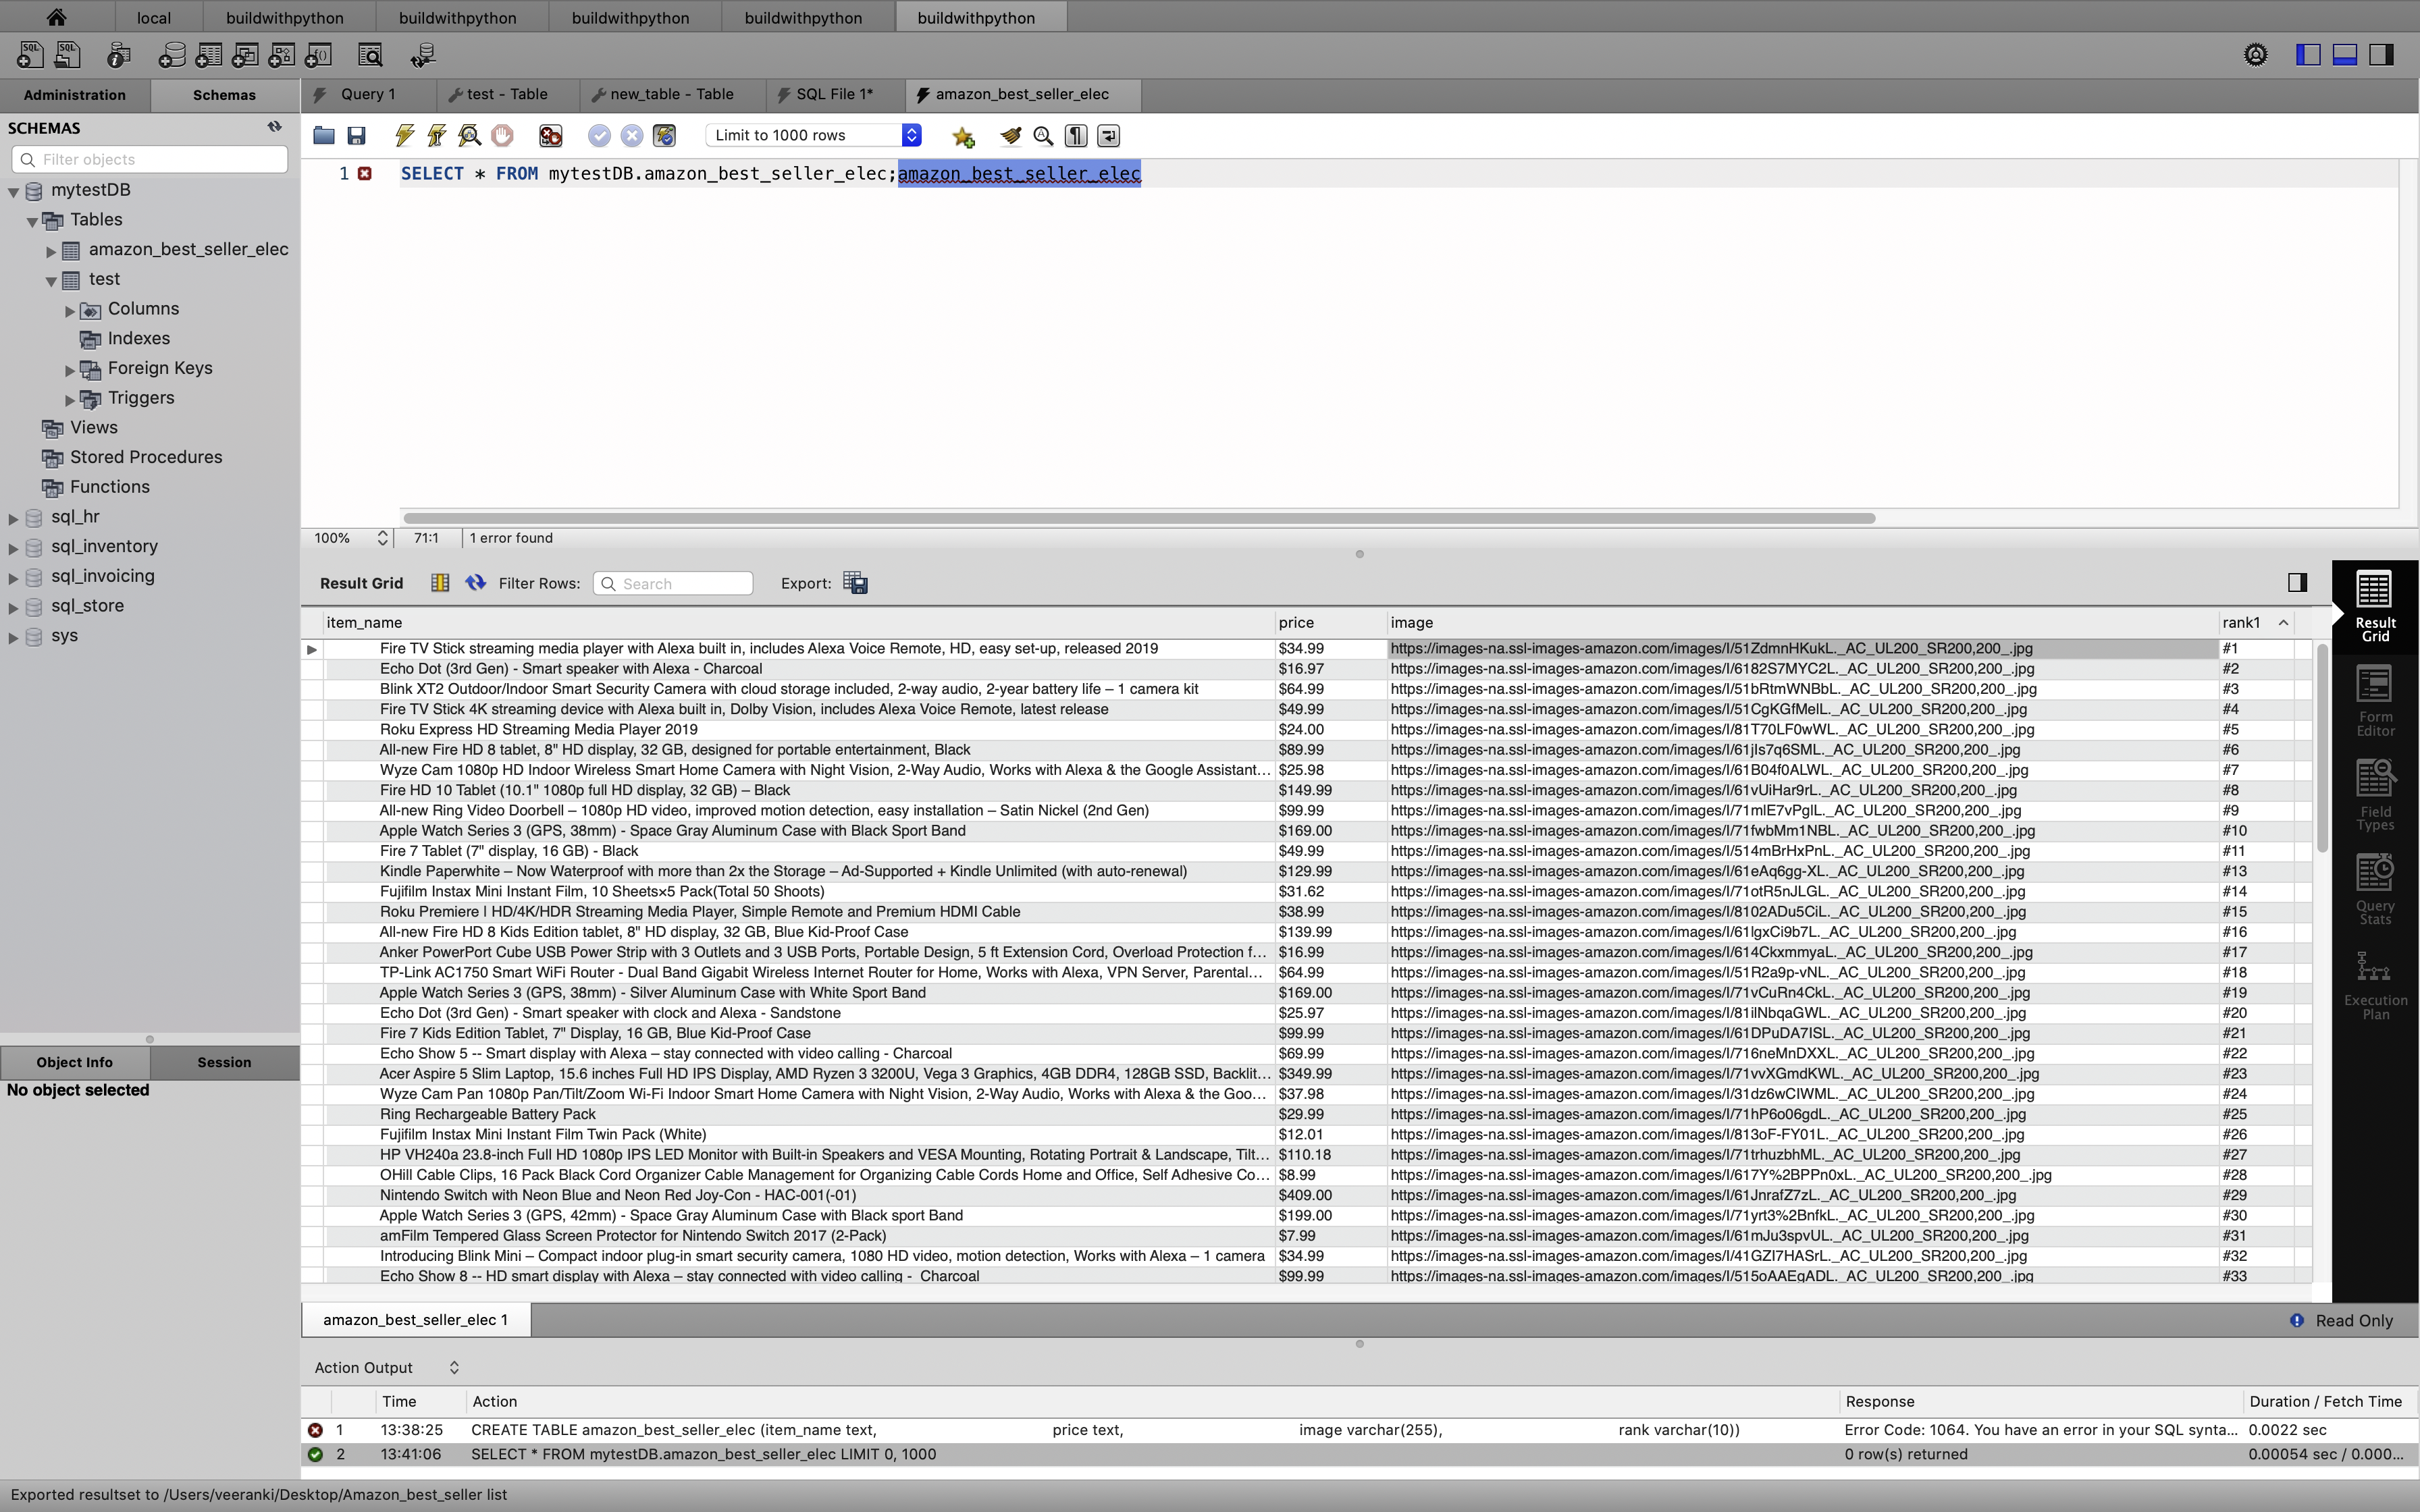 local buildwithpython buildwithpython buildwithpython buildwithpython buildwithpython
Administration Schemas Query 1 test - Table new_table - Table SQL File 1* amazon_best_seller_elec
SCHEMAS
Limit to 1000 rows
Filter objects
1 SELECT * FROM mytestDB.amazon_best_seller_elec;amazon_best_seller_elec
mytestDB
Tables
amazon_best_seller_elec
test
Columns
Indexes
Foreign Keys
Triggers
Views
Stored Procedures
Functions
sql_hr
sql_inventory
sql_invoicing
sql_store
sys
100% 71:1 1 error found
Result Grid Filter Rows: Search Export:
item_name price image rank1
Fire TV Stick streaming media player with Alexa built in, includes Alexa Voice Remote, HD, easy set-up, released 2019 $34.99 https://images-na.ssl-images-amazon.com/images/I/51ZdmnHKukL._AC_UL200_SR200,200_.jpg #1
Echo Dot (3rd Gen) - Smart speaker with Alexa - Charcoal $16.97 https://images-na.ssl-images-amazon.com/images/I/6182S7MYC2L._AC_UL200_SR200,200_.jpg #2
Blink XT2 Outdoor/Indoor Smart Security Camera with cloud storage included, 2-way audio, 2-year battery life – 1 camera kit $64.99 https://images-na.ssl-images-amazon.com/images/I/51bRtmWNBbL._AC_UL200_SR200,200_.jpg #3
Fire TV Stick 4K streaming device with Alexa built in, Dolby Vision, includes Alexa Voice Remote, latest release $49.99 https://images-na.ssl-images-amazon.com/images/I/51CgKGfMelL._AC_UL200_SR200,200_.jpg #4
Roku Express HD Streaming Media Player 2019 $24.00 https://images-na.ssl-images-amazon.com/images/I/81T70LF0wWL._AC_UL200_SR200,200_.jpg #5
All-new Fire HD 8 tablet, 8" HD display, 32 GB, designed for portable entertainment, Black $89.99 https://images-na.ssl-images-amazon.com/images/I/61jIs7q6SML._AC_UL200_SR200,200_.jpg #6
Wyze Cam 1080p HD Indoor Wireless Smart Home Camera with Night Vision, 2-Way Audio, Works with Alexa & the Google Assistant... $25.98 https://images-na.ssl-images-amazon.com/images/I/61B04f0ALWL._AC_UL200_SR200,200_.jpg #7
Fire HD 10 Tablet (10.1" 1080p full HD display, 32 GB) – Black $149.99 https://images-na.ssl-images-amazon.com/images/I/61vUiHar9rL._AC_UL200_SR200,200_.jpg #8
All-new Ring Video Doorbell – 1080p HD video, improved motion detection, easy installation – Satin Nickel (2nd Gen) $99.99 https://images-na.ssl-images-amazon.com/images/I/71mlE7vPglL._AC_UL200_SR200,200_.jpg #9
Apple Watch Series 3 (GPS, 38mm) - Space Gray Aluminum Case with Black Sport Band $169.00 https://images-na.ssl-images-amazon.com/images/I/71fwbMm1NBL._AC_UL200_SR200,200_.jpg #10
Fire 7 Tablet (7" display, 16 GB) - Black $49.99 https://images-na.ssl-images-amazon.com/images/I/514mBrHxPnL._AC_UL200_SR200,200_.jpg #11
Kindle Paperwhite – Now Waterproof with more than 2x the Storage – Ad-Supported + Kindle Unlimited (with auto-renewal) $129.99 https://images-na.ssl-images-amazon.com/images/I/61eAq6gg-XL._AC_UL200_SR200,200_.jpg #13
Fujifilm Instax Mini Instant Film, 10 Sheets×5 Pack(Total 50 Shoots) $31.62 https://images-na.ssl-images-amazon.com/images/I/71otR5nJLGL._AC_UL200_SR200,200_.jpg #14
Roku Premiere | HD/4K/HDR Streaming Media Player, Simple Remote and Premium HDMI Cable $38.99 https://images-na.ssl-images-amazon.com/images/I/8102ADu5CiL._AC_UL200_SR200,200_.jpg #15
All-new Fire HD 8 Kids Edition tablet, 8" HD display, 32 GB, Blue Kid-Proof Case $139.99 https://images-na.ssl-images-amazon.com/images/I/61lgxCi9b7L._AC_UL200_SR200,200_.jpg #16
Anker PowerPort Cube USB Power Strip with 3 Outlets and 3 USB Ports, Portable Design, 5 ft Extension Cord, Overload Protection f... $16.99 https://images-na.ssl-images-amazon.com/images/I/614CkxmmyaL._AC_UL200_SR200,200_.jpg #17
TP-Link AC1750 Smart WiFi Router - Dual Band Gigabit Wireless Internet Router for Home, Works with Alexa, VPN Server, Parental... $64.99 https://images-na.ssl-images-amazon.com/images/I/51R2a9p-vNL._AC_UL200_SR200,200_.jpg #18
Apple Watch Series 3 (GPS, 38mm) - Silver Aluminum Case with White Sport Band $169.00 https://images-na.ssl-images-amazon.com/images/I/71vCuRn4CkL._AC_UL200_SR200,200_.jpg #19
Echo Dot (3rd Gen) - Smart speaker with clock and Alexa - Sandstone $25.97 https://images-na.ssl-images-amazon.com/images/I/81ilNbqaGWL._AC_UL200_SR200,200_.jpg #20
Fire 7 Kids Edition Tablet, 7" Display, 16 GB, Blue Kid-Proof Case $99.99 https://images-na.ssl-images-amazon.com/images/I/61DPuDA7ISL._AC_UL200_SR200,200_.jpg #21
Echo Show 5 -- Smart display with Alexa – stay connected with video calling - Charcoal $69.99 https://images-na.ssl-images-amazon.com/images/I/716neMnDXXL._AC_UL200_SR200,200_.jpg #22
Acer Aspire 5 Slim Laptop, 15.6 inches Full HD IPS Display, AMD Ryzen 3 3200U, Vega 3 Graphics, 4GB DDR4, 128GB SSD, Backlit... $349.99 https://images-na.ssl-images-amazon.com/images/I/71vvXGmdKWL._AC_UL200_SR200,200_.jpg #23
Wyze Cam Pan 1080p Pan/Tilt/Zoom Wi-Fi Indoor Smart Home Camera with Night Vision, 2-Way Audio, Works with Alexa & the Goo... $37.98 https://images-na.ssl-images-amazon.com/images/I/31dz6wCIWML._AC_UL200_SR200,200_.jpg #24
Ring Rechargeable Battery Pack $29.99 https://images-na.ssl-images-amazon.com/images/I/71hP6o06gdL._AC_UL200_SR200,200_.jpg #25
Fujifilm Instax Mini Instant Film Twin Pack (White) $12.01 https://images-na.ssl-images-amazon.com/images/I/813oF-FY01L._AC_UL200_SR200,200_.jpg #26
HP VH240a 23.8-inch Full HD 1080p IPS LED Monitor with Built-in Speakers and VESA Mounting, Rotating Portrait & Landscape, Tilt... $110.18 https://images-na.ssl-images-amazon.com/images/I/71trhuzbhML._AC_UL200_SR200,200_.jpg #27
OHill Cable Clips, 16 Pack Black Cord Organizer Cable Management for Organizing Cable Cords Home and Office, Self Adhesive Co... $8.99 https://images-na.ssl-images-amazon.com/images/I/617Y%2BPPn0xL._AC_UL200_SR200,200_.jpg #28
Nintendo Switch with Neon Blue and Neon Red Joy-Con - HAC-001(-01) $409.00 https://images-na.ssl-images-amazon.com/images/I/61JnrafZ7zL._AC_UL200_SR200,200_.jpg #29
Apple Watch Series 3 (GPS, 42mm) - Space Gray Aluminum Case with Black sport Band $199.00 https://images-na.ssl-images-amazon.com/images/I/71yrt3%2BnfkL._AC_UL200_SR200,200_.jpg #30
amFilm Tempered Glass Screen Protector for Nintendo Switch 2017 (2-Pack) $7.99 https://images-na.ssl-images-amazon.com/images/I/61mJu3spvUL._AC_UL200_SR200,200_.jpg #31
Introducing Blink Mini – Compact indoor plug-in smart security camera, 1080 HD video, motion detection, Works with Alexa – 1 camera $34.99 https://images-na.ssl-images-amazon.com/images/I/41GZI7HASrL._AC_UL200_SR200,200_.jpg #32
Echo Show 8 -- HD smart display with Alexa – stay connected with video calling - Charcoal $99.99 https://images-na.ssl-images-amazon.com/images/I/515oAAEgADL._AC_UL200_SR200,200_.jpg #33
Result
Grid
Form
Editor
Field
Types
Query
Stats
Execution
Plan
Object Info Session
No object selected
amazon_best_seller_elec 1 Read Only
Action Output
Time Action Response Duration / Fetch Time
1 13:38:25 CREATE TABLE amazon_best_seller_elec (item_name text, price text, image varchar(255), rank varchar(10)) Error Code: 1064. You have an error in your SQL synta... 0.0022 sec
2 13:41:06 SELECT * FROM mytestDB.amazon_best_seller_elec LIMIT 0, 1000 0 row(s) returned 0.00054 sec / 0.000...
Exported resultset to /Users/veeranki/Desktop/Amazon_best_seller list